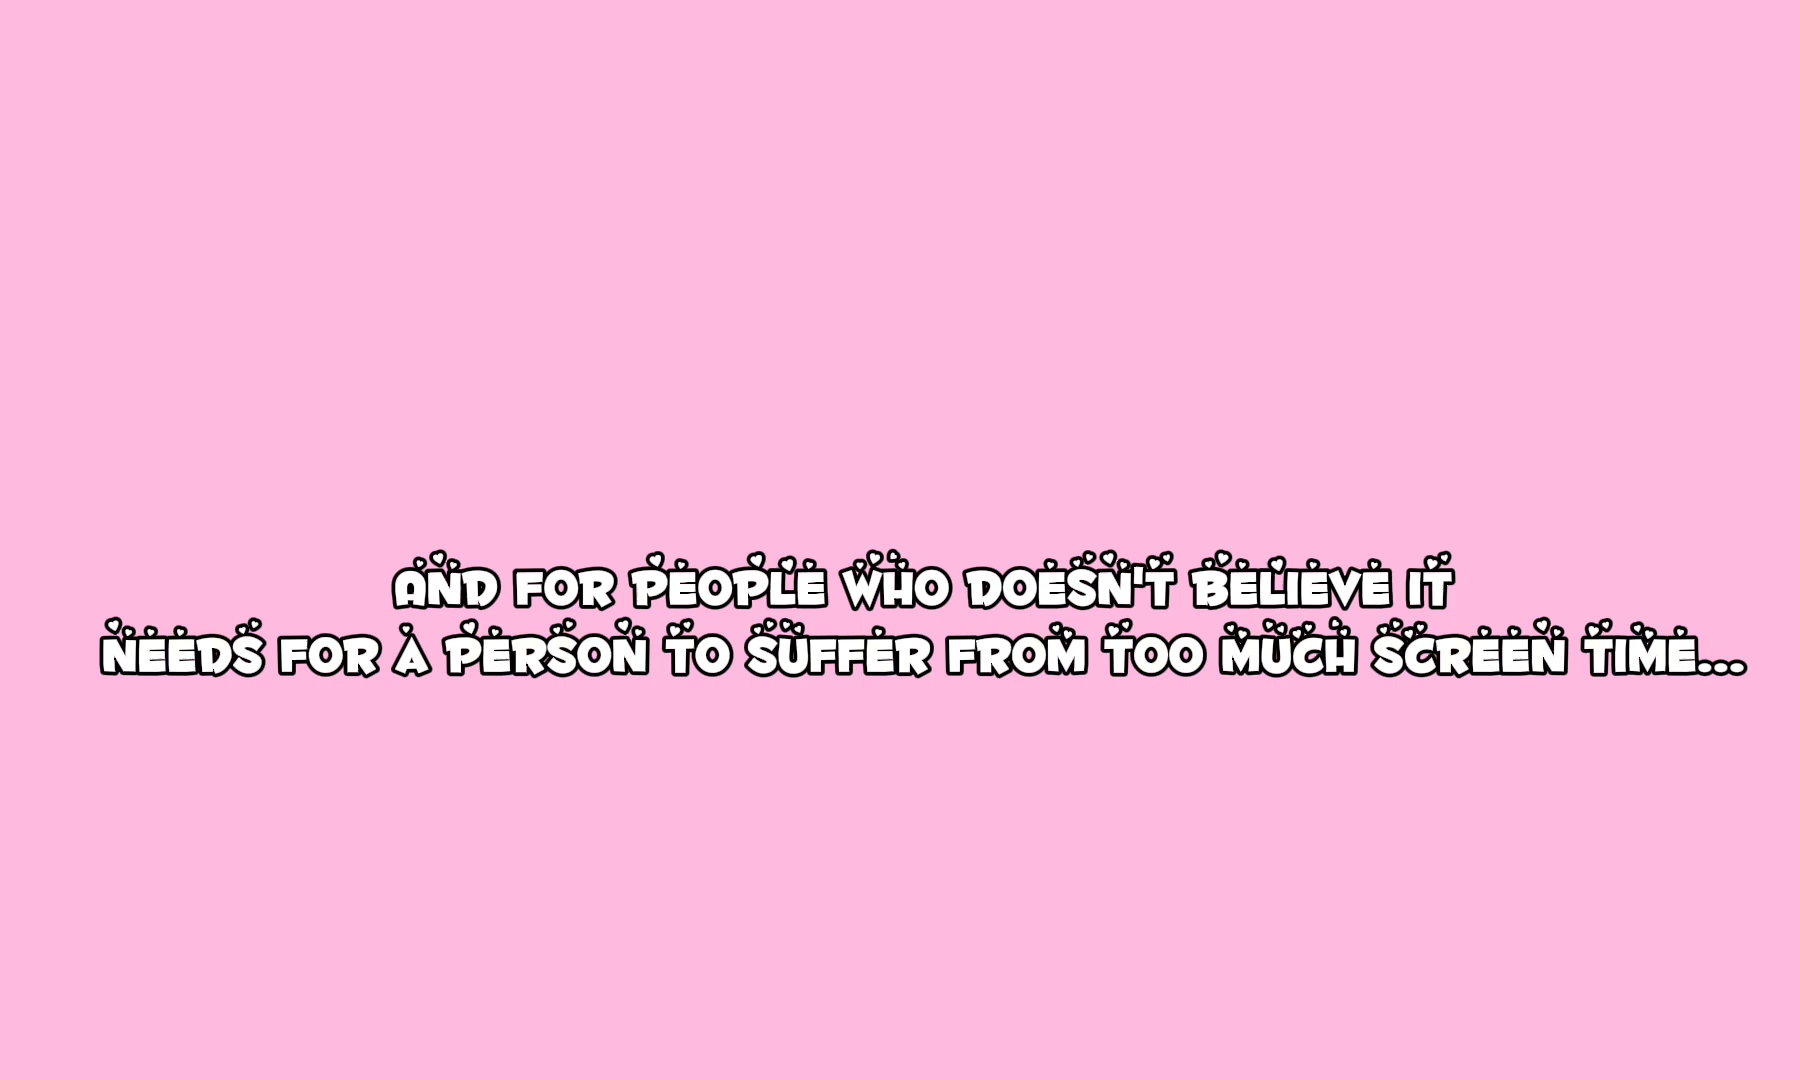 AND FOR PEOPLE WHO DOESN'T BELIEVE IT
NEEDS FOR A PERSON TO SUFFER FROM TOO MUCH SCREEN TIME...